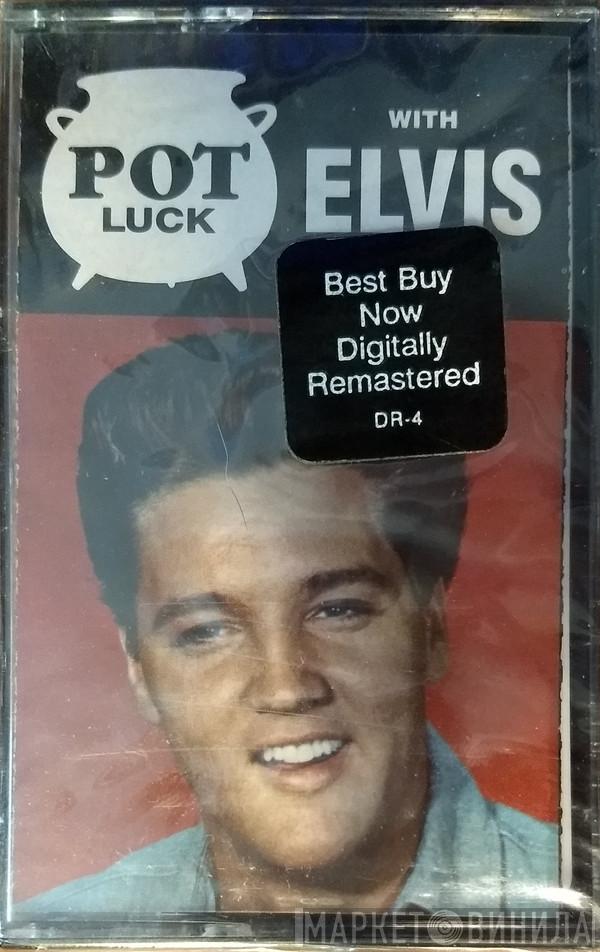 POT
LUCK
WITH
ELVIS
Best Buy
Now
Digitally
Remastered
DR-4
МАРКЕТ ВИНИЛА